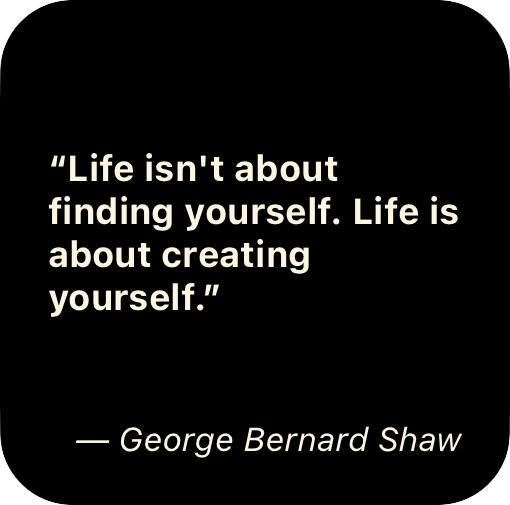 “Life isn't about
finding yourself. Life is
about creating
yourself.”
— George Bernard Shaw